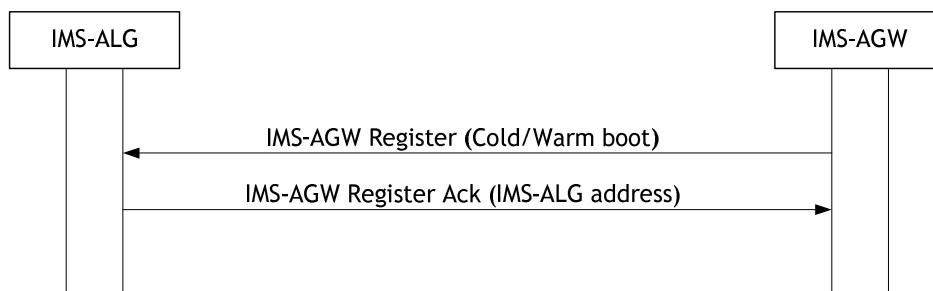 IMS-ALG
IMS-AGW
IMS-AGW Register (Cold/Warm boot)
IMS-AGW Register Ack (IMS-ALG address)